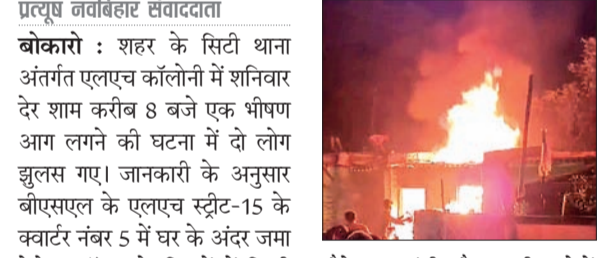 प्रत्यूष नवबिहार संवाददाता
बोकारो : शहर के सिटी थाना
अंतर्गत एलएच कॉलोनी में शनिवार
देर शाम करीब 8 बजे एक भीषण
आग लगने की घटना में दो लोग
झुलस गए। जानकारी के अनुसार
बीएसएल के एलएच स्ट्रीट-15 के
क्वार्टर नंबर 5 में घर के अंदर जमा